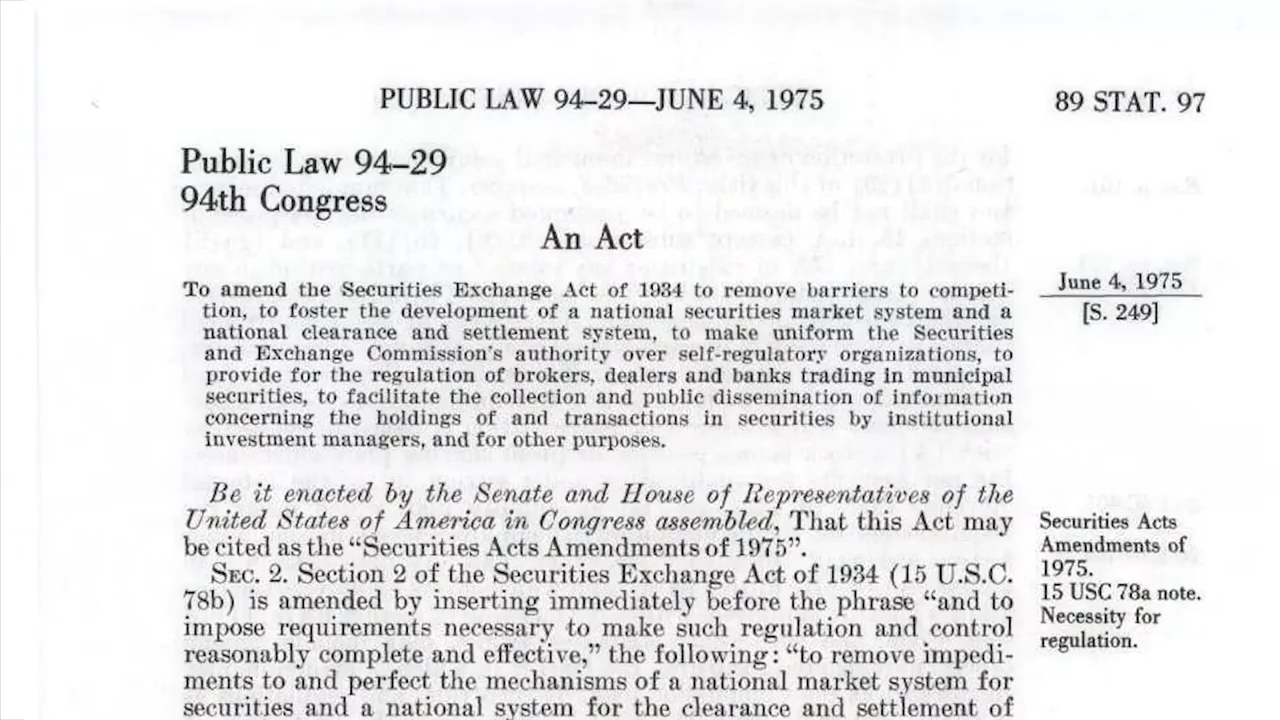 PUBLIC LAW 94–29—JUNE 4, 1975
89 STAT. 97
Public Law 94–29
94th Congress
An Act
To amend the Securities Exchange Act of 1934 to remove barriers to competi-
tion, to foster the development of a national securities market system and a
national clearance and settlement system, to make uniform the Securities
and Exchange Commission's authority over self-regulatory organizations, to
provide for the regulation of brokers, dealers and banks trading in municipal
securities, to facilitate the collection and public dissemination of information
concerning the holdings of and transactions in securities by institutional
investment managers, and for other purposes.
June 4, 1975
[S. 249]
Be it enacted by the Senate and House of Representatives of the
United States of America in Congress assembled, That this Act may
be cited as the “Securities Acts Amendments of 1975”.
SEC. 2. Section 2 of the Securities Exchange Act of 1934 (15 U.S.C.
78b) is amended by inserting immediately before the phrase “and to
impose requirements necessary to make such regulation and control
reasonably complete and effective,” the following: “to remove impedi-
ments to and perfect the mechanisms of a national market system for
securities and a national system for the clearance and settlement of
Securities Acts
Amendments of
1975.
15 USC 78a note.
Necessity for
regulation.